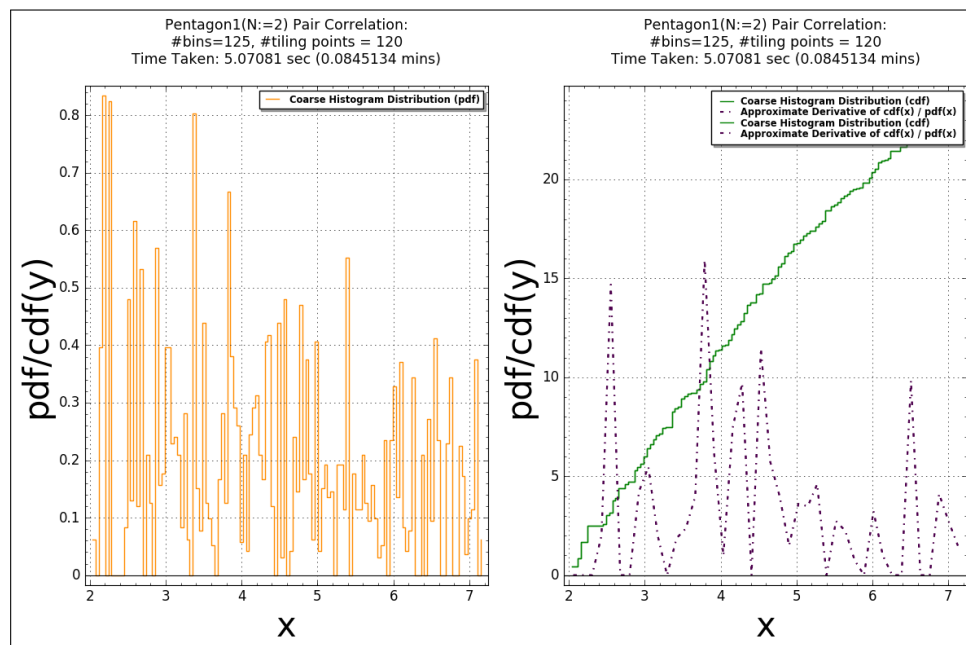 Pentagon1(N:=2) Pair Correlation:
#bins=125, #tiling points = 120
Time Taken: 5.07081 sec (0.0845134 mins)
Coarse Histogram Distribution (pdf)
pdf/cdf(y)
0.8
0.7
0.6
0.5
0.4
0.3
0.2
0.1
0
2 3 4 5 6 7
x
Pentagon1(N:=2) Pair Correlation:
#bins=125, #tiling points = 120
Time Taken: 5.07081 sec (0.0845134 mins)
Coarse Histogram Distribution (cdf)
Approximate Derivative of cdf(x) / pdf(x)
Coarse Histogram Distribution (cdf)
Approximate Derivative of cdf(x) / pdf(x)
pdf/cdf(y)
20
15
10
5
0
2 3 4 5 6 7
x